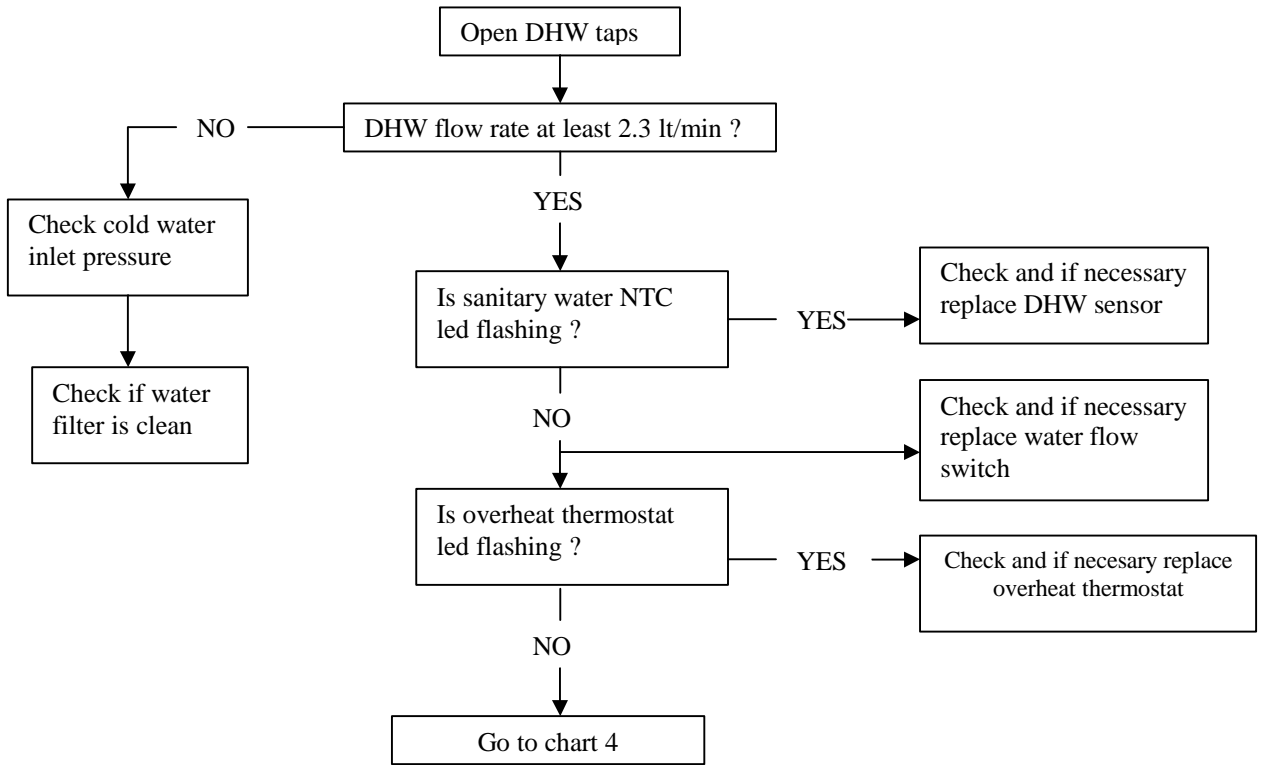 Open DHW taps
DHW flow rate at least 2.3 lt/min ?
NO
YES
Check cold water
inlet pressure
Check if water
filter is clean
Is sanitary water NTC
led flashing ?
YES
Check and if necessary
replace DHW sensor
NO
Check and if necessary
replace water flow
switch
Is overheat thermostat
led flashing ?
YES
Check and if necesary replace
overheat thermostat
NO
Go to chart 4